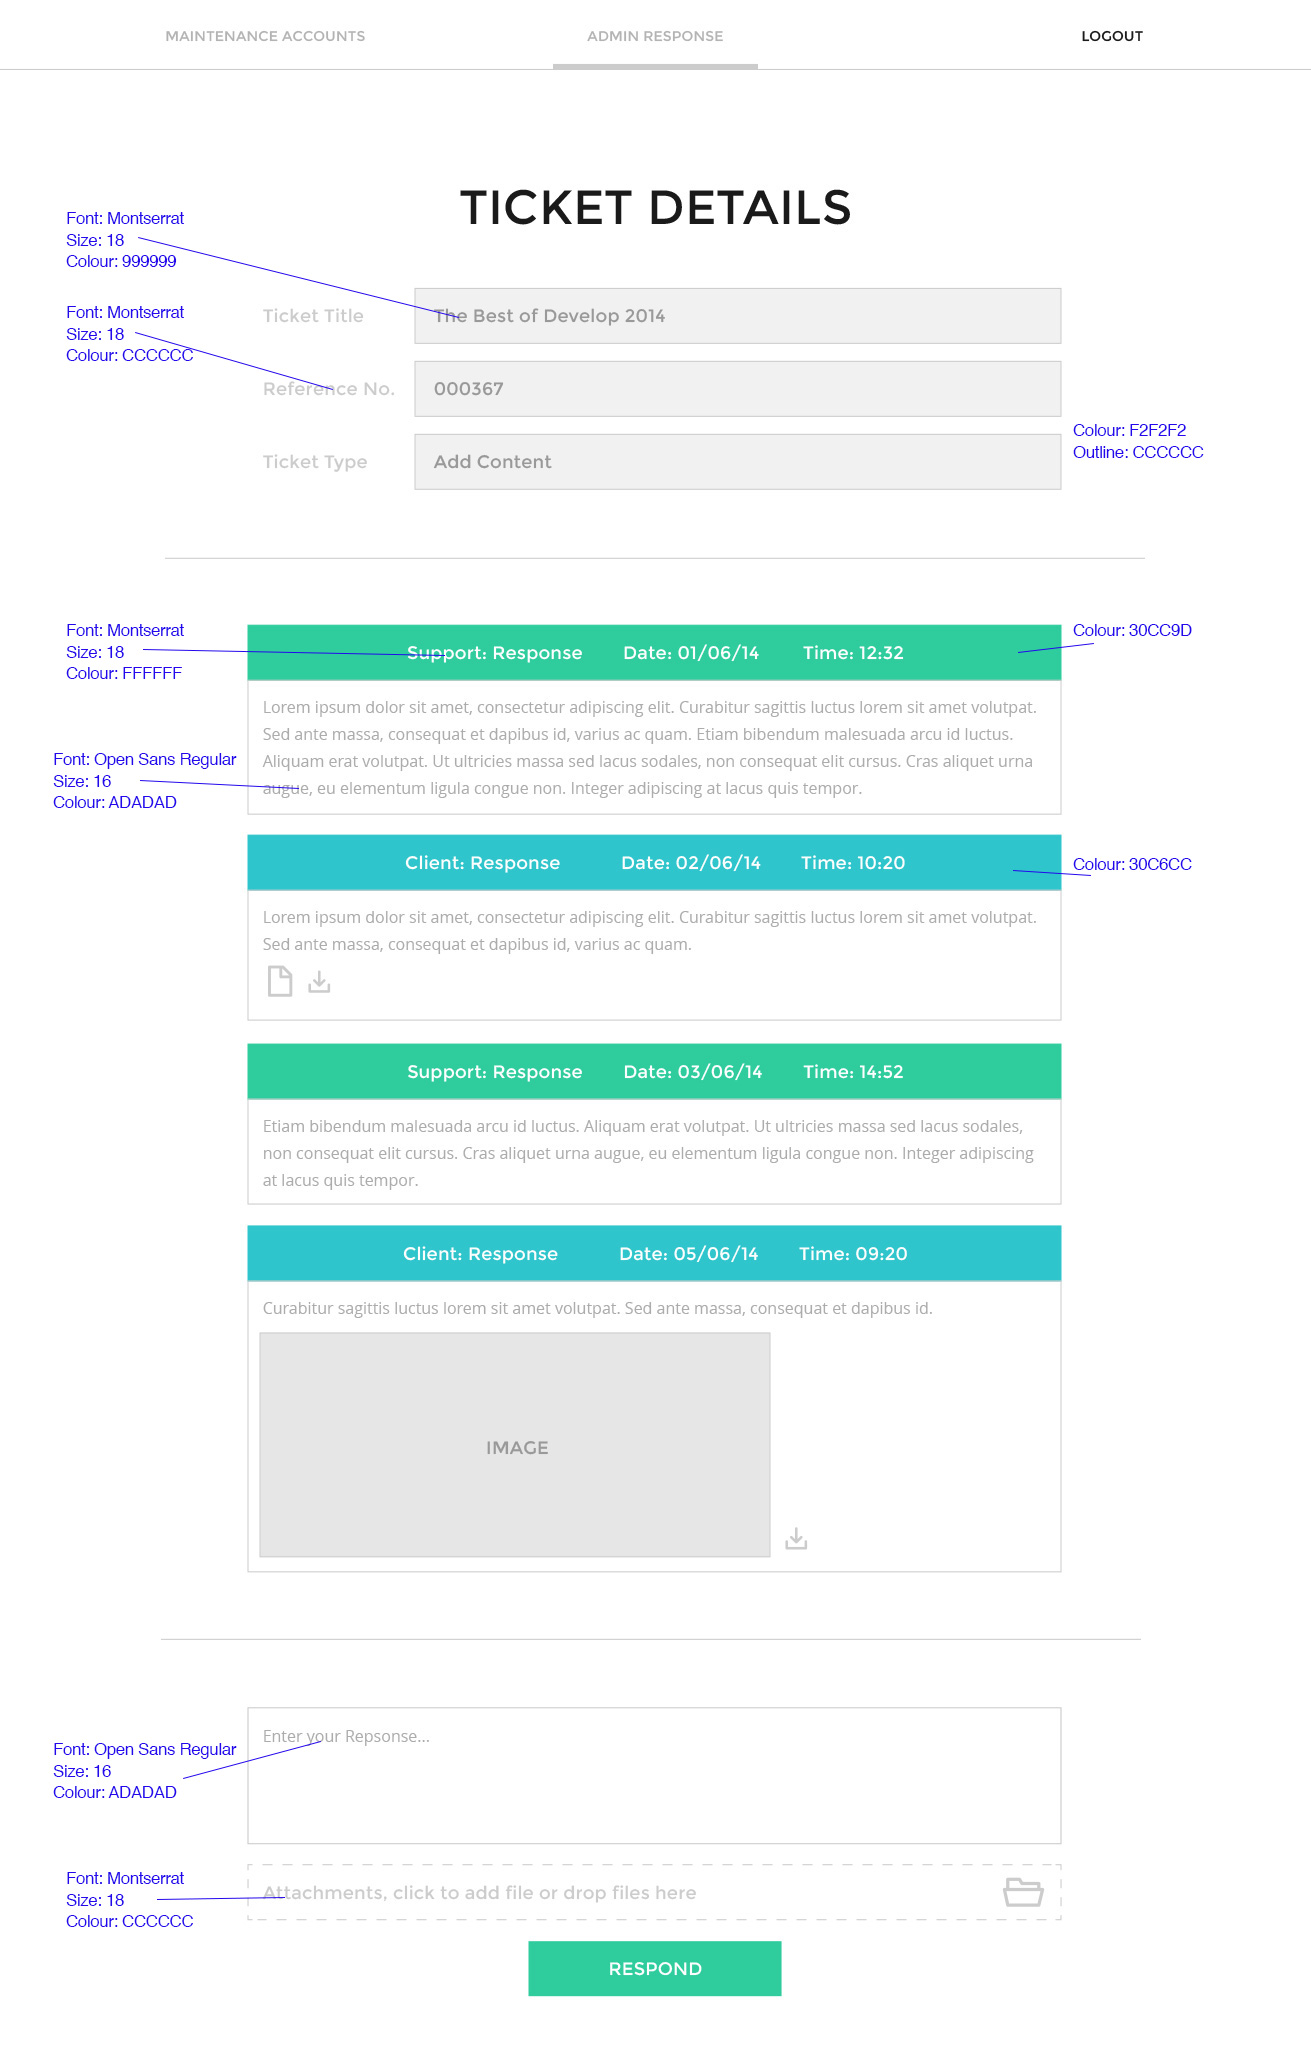 MAINTENANCE ACCOUNTS
ADMIN RESPONSE
LOGOUT
TICKET DETAILS
Font: Montserrat
Size: 18
Colour: 999999
Font: Montserrat
Size: 18
Colour: CCCCCC
Ticket Title
The Best of Develop 2014
Reference No.
000367
Ticket Type
Add Content
Colour: F2F2F2
Outline: CCCCCC
Font: Montserrat
Size: 18
Colour: FFFFFF
Support: Response Date: 01/06/14 Time: 12:32
Colour: 30CC9D
Lorem ipsum dolor sit amet, consectetur adipiscing elit. Curabitur sagittis luctus lorem sit amet volutpat.
Sed ante massa, consequat et dapibus id, varius ac quam. Etiam bibendum malesuada arcu id luctus.
Aliquam erat volutpat. Ut ultricies massa sed lacus sodales, non consequat elit cursus. Cras aliquet urna
augue, eu elementum ligula congue non. Integer adipiscing at lacus quis tempor.
Font: Open Sans Regular
Size: 16
Colour: ADADAD
Client: Response Date: 02/06/14 Time: 10:20
Colour: 30C6CC
Lorem ipsum dolor sit amet, consectetur adipiscing elit. Curabitur sagittis luctus lorem sit amet volutpat.
Sed ante massa, consequat et dapibus id, varius ac quam.
Support: Response Date: 03/06/14 Time: 14:52
Etiam bibendum malesuada arcu id luctus. Aliquam erat volutpat. Ut ultricies massa sed lacus sodales,
non consequat elit cursus. Cras aliquet urna augue, eu elementum ligula congue non. Integer adipiscing
at lacus quis tempor.
Client: Response Date: 05/06/14 Time: 09:20
Curabitur sagittis luctus lorem sit amet volutpat. Sed ante massa, consequat et dapibus id.
IMAGE
Enter your Repsonse...
Font: Open Sans Regular
Size: 16
Colour: ADADAD
Font: Montserrat
Size: 18
Colour: CCCCCC
Attachments, click to add file or drop files here
RESPOND